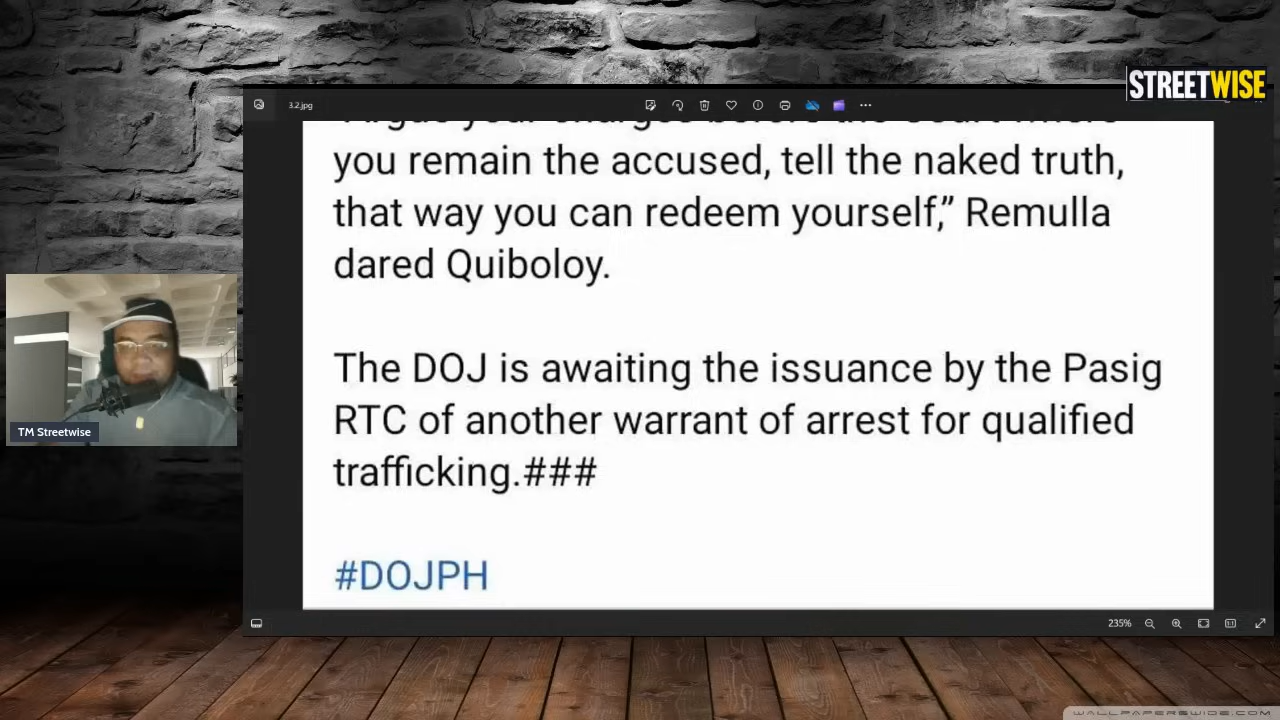 STREETWISE
3.2.jpg
you remain the accused, tell the naked truth,
that way you can redeem yourself,” Remulla
dared Quiboloy.
The DOJ is awaiting the issuance by the Pasig
RTC of another warrant of arrest for qualified
trafficking.###
#DOJPH
TM Streetwise
235%
WALLPAPERSWIDE.COM